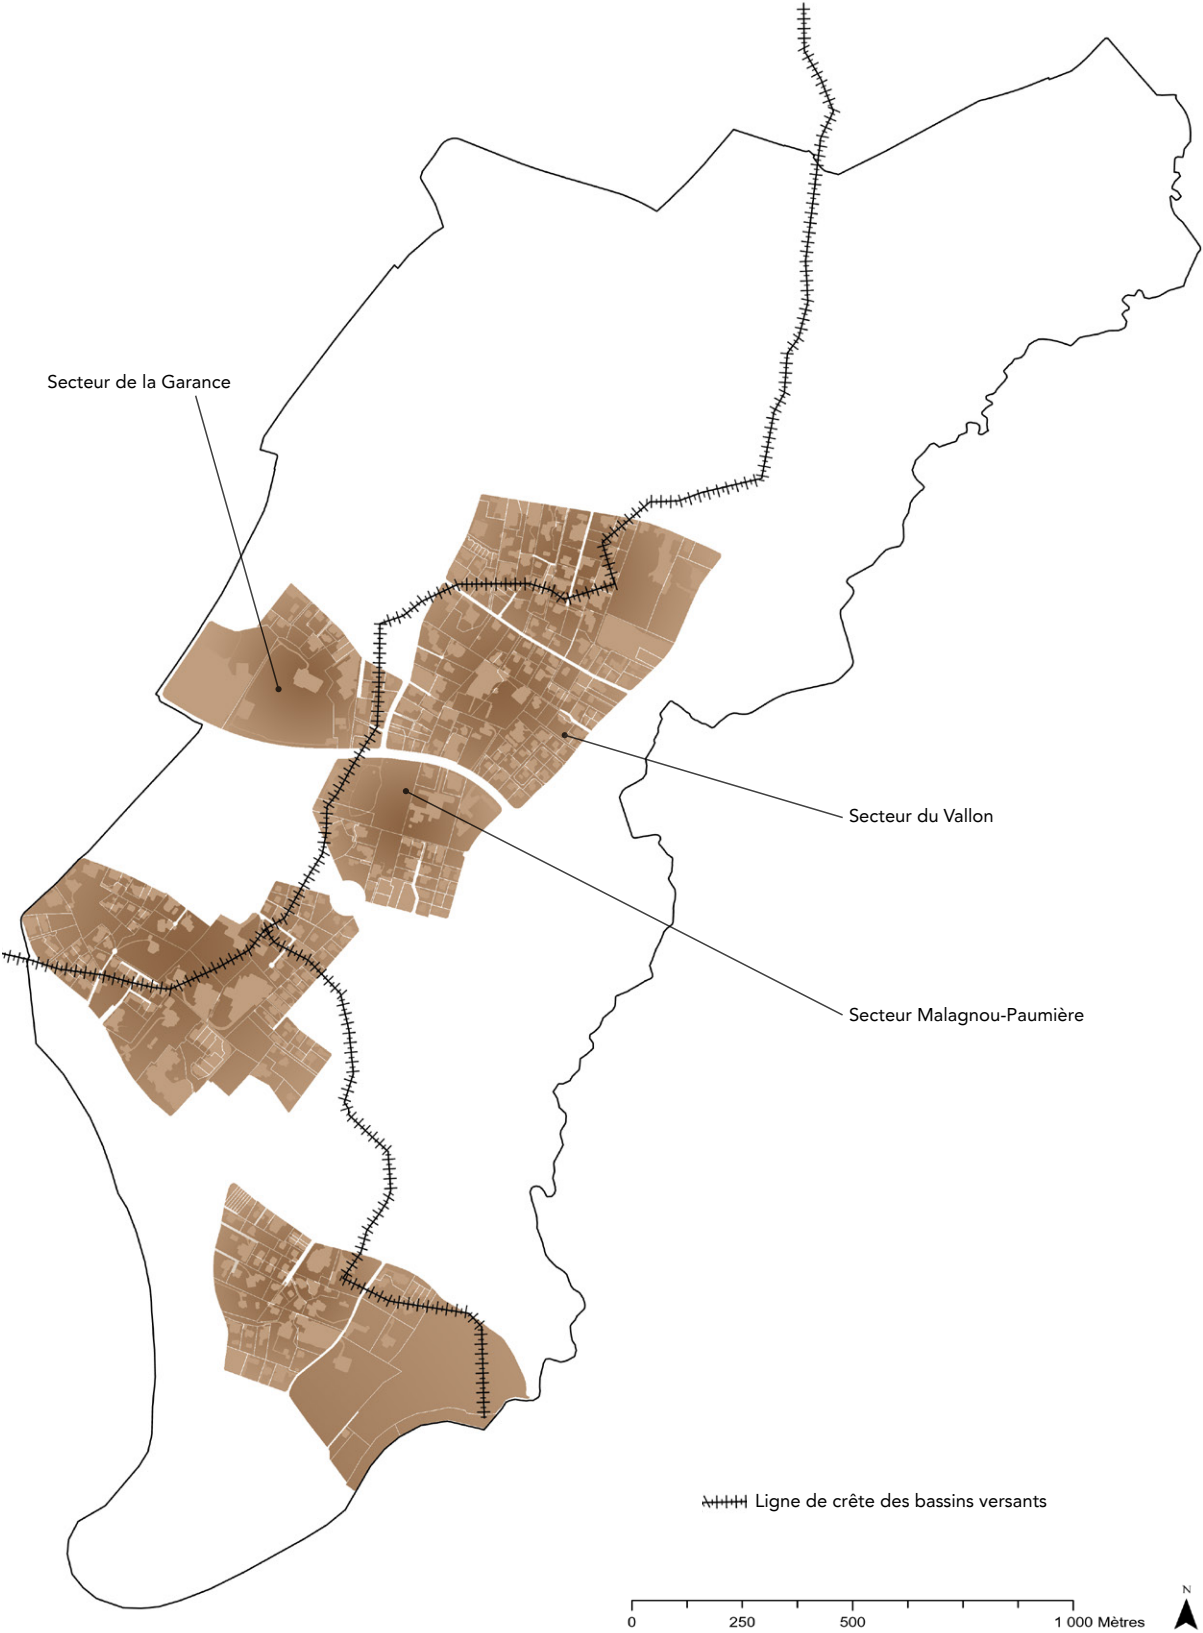 Secteur de la Garance
Secteur du Vallon
Secteur Malagnou-Paumière
Ligne de crête des bassins versants
N
0 250 500 1 000 Mètres